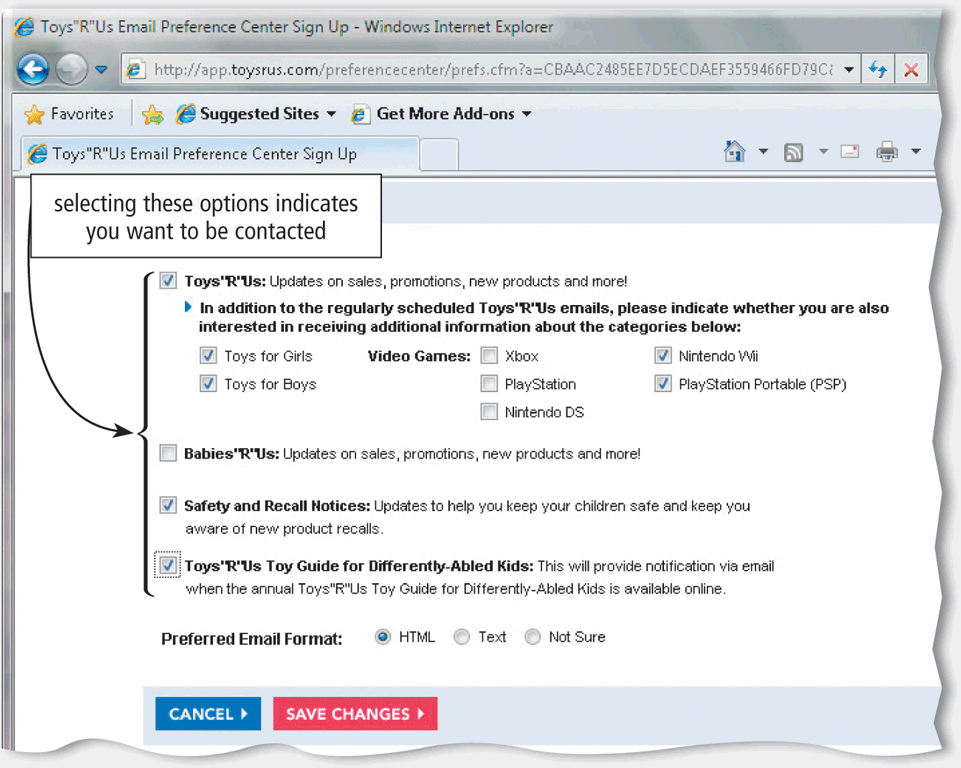 Toys"R"Us Email Preference Center Sign Up - Windows Internet Explorer
http://app.toysrus.com/preferencecenter/prefs.cfm?a=CBAAC2485EE7D5ECDAEF3559466FD79C
Favorites Suggested Sites Get More Add-ons
Toys"R"Us Email Preference Center Sign Up
selecting these options indicates
you want to be contacted
Toys"R"Us: Updates on sales, promotions, new products and more!
In addition to the regularly scheduled Toys"R"Us emails, please indicate whether you are also
interested in receiving additional information about the categories below:
Toys for Girls Video Games: Xbox Nintendo Wii
Toys for Boys PlayStation PlayStation Portable (PSP)
Nintendo DS
Babies"R"Us: Updates on sales, promotions, new products and more!
Safety and Recall Notices: Updates to help you keep your children safe and keep you
aware of new product recalls.
Toys"R"Us Toy Guide for Differently-Abled Kids: This will provide notification via email
when the annual Toys"R"Us Toy Guide for Differently-Abled Kids is available online.
Preferred Email Format: HTML Text Not Sure
CANCEL SAVE CHANGES